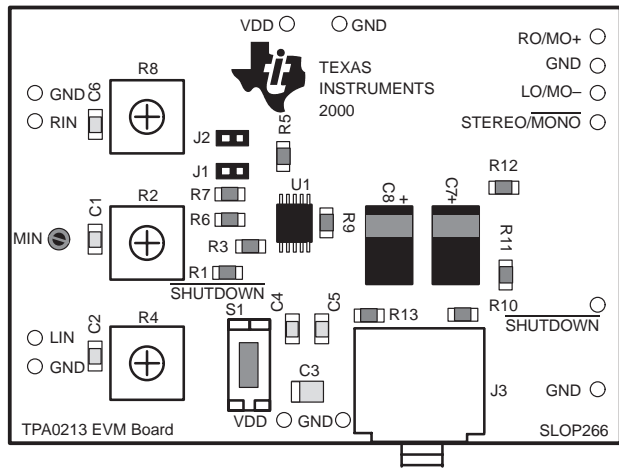 VDD
GND
RO/MO+
GND
LO/MO–
STEREO/MONO
TEXAS
INSTRUMENTS
2000
R8
C6
GND
RIN
J2
J1
R5
R7
R6
U1
R9
C8
+
C7+
R12
R11
R2
C1
MIN
R3
R1
SHUTDOWN
S1
C4
C5
R13
R10
SHUTDOWN
R4
C2
LIN
GND
C3
J3
GND
VDD
GND
TPA0213 EVM Board
SLOP266